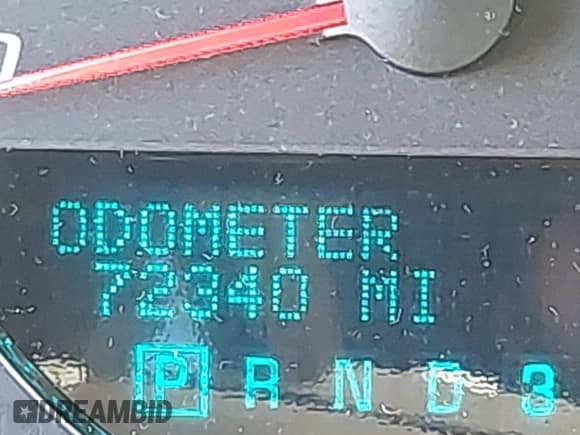 ODOMETER
72340 MI
P R N D 3
DREAMBID